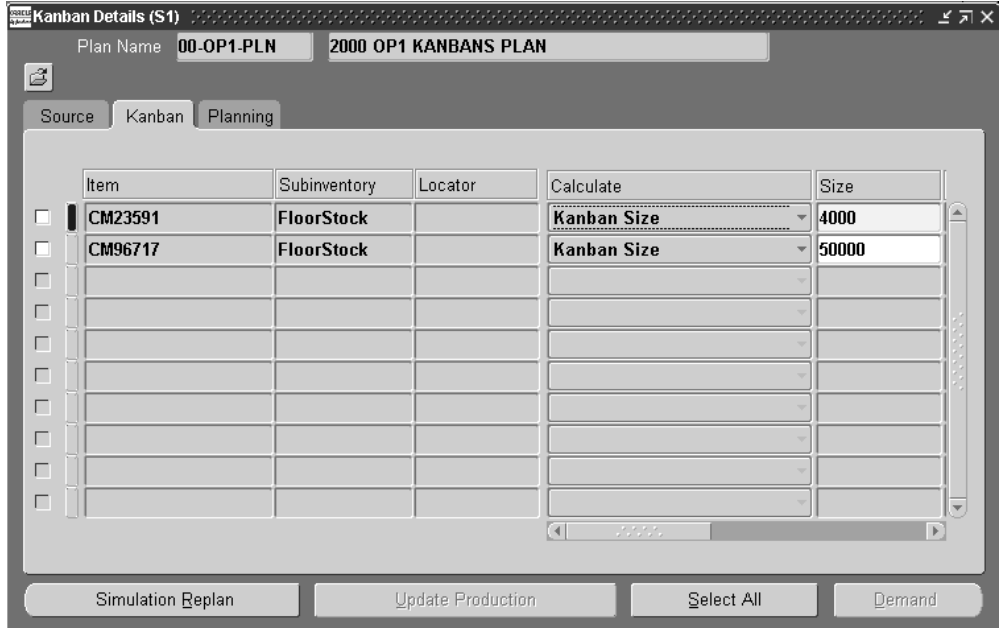 Kanban Details (S1)
Plan Name 00-OP1-PLN 2000 OP1 KANBANS PLAN
Source Kanban Planning
Item Subinventory Locator Calculate Size
CM23591 FloorStock Kanban Size 4000
CM96717 FloorStock Kanban Size 50000
Simulation Replan Update Production Select All Demand